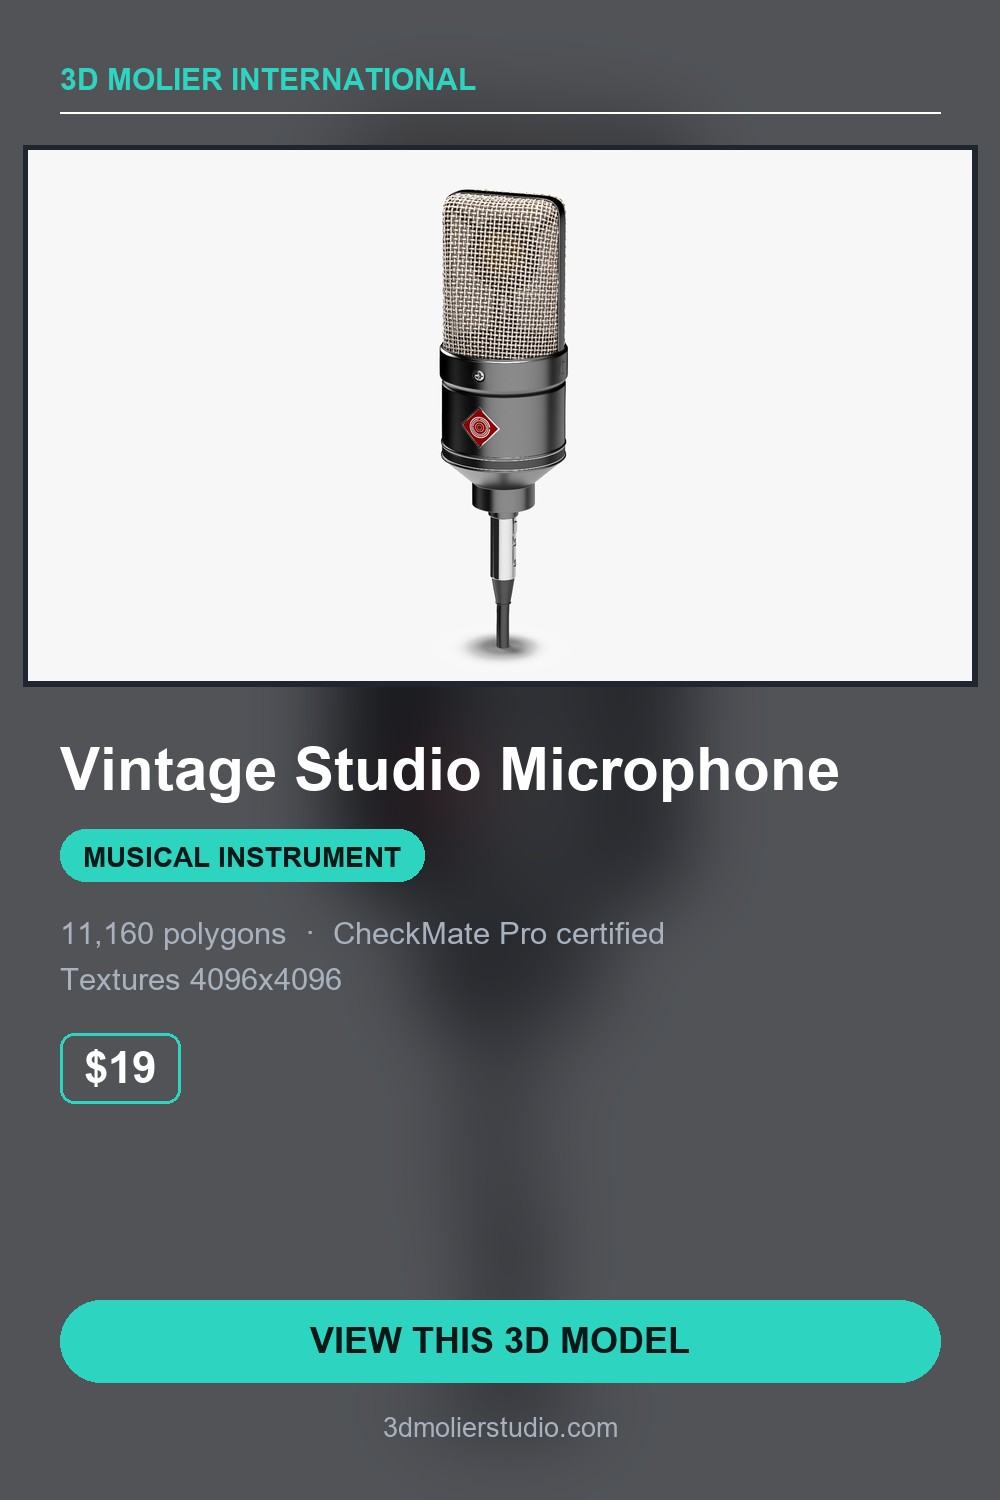 3D MOLIER INTERNATIONAL
Vintage Studio Microphone
MUSICAL INSTRUMENT
11,160 polygons · CheckMate Pro certified
Textures 4096x4096
$19
VIEW THIS 3D MODEL
3dmolierstudio.com